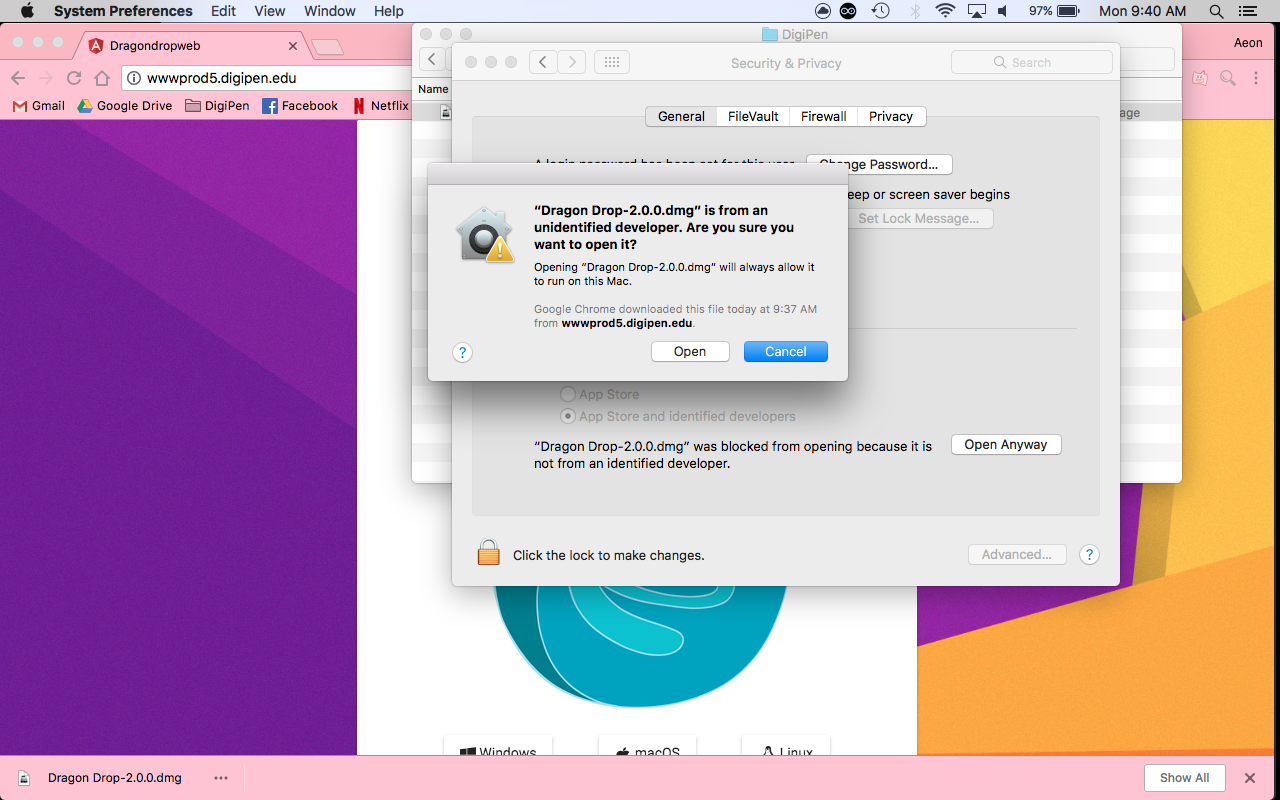 System Preferences Edit View Window Help 97% Mon 9:40 AM
Dragondropweb
Aeon
wwwprod5.digipen.edu
Gmail Google Drive DigiPen Facebook Netflix
DigiPen
Name
Security & Privacy
Search
General FileVault Firewall Privacy
A login password has been set for this user Change Password...
eep or screen saver begins
Set Lock Message...
“Dragon Drop-2.0.0.dmg” is from an
unidentified developer. Are you sure you
want to open it?
Opening “Dragon Drop-2.0.0.dmg” will always allow it
to run on this Mac.
Google Chrome downloaded this file today at 9:37 AM
from wwwprod5.digipen.edu.
? Open Cancel
App Store
App Store and identified developers
“Dragon Drop-2.0.0.dmg” was blocked from opening because it is
not from an identified developer.
Open Anyway
Click the lock to make changes.
Advanced... ?
Windows macOS Linux
Dragon Drop-2.0.0.dmg
Show All